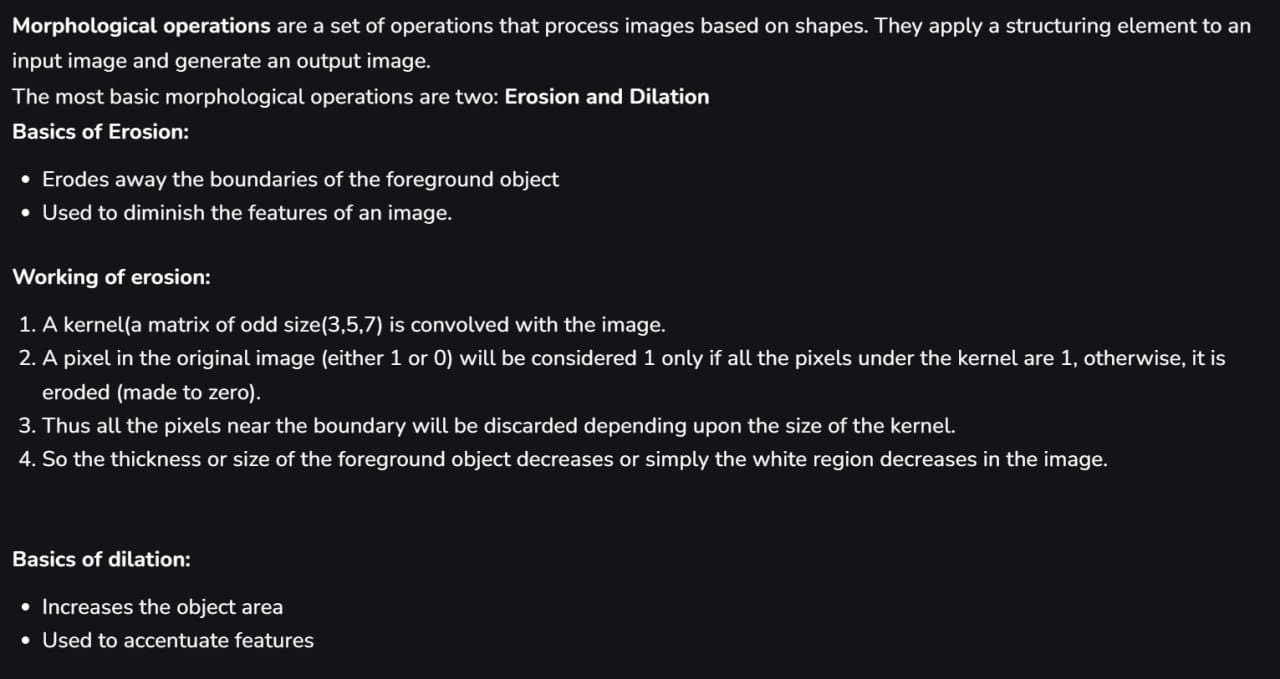 Morphological operations are a set of operations that process images based on shapes. They apply a structuring element to an
input image and generate an output image.
The most basic morphological operations are two: Erosion and Dilation
Basics of Erosion:
• Erodes away the boundaries of the foreground object
• Used to diminish the features of an image.
Working of erosion:
1. A kernel(a matrix of odd size(3,5,7) is convolved with the image.
2. A pixel in the original image (either 1 or 0) will be considered 1 only if all the pixels under the kernel are 1, otherwise, it is
eroded (made to zero).
3. Thus all the pixels near the boundary will be discarded depending upon the size of the kernel.
4. So the thickness or size of the foreground object decreases or simply the white region decreases in the image.
Basics of dilation:
• Increases the object area
• Used to accentuate features